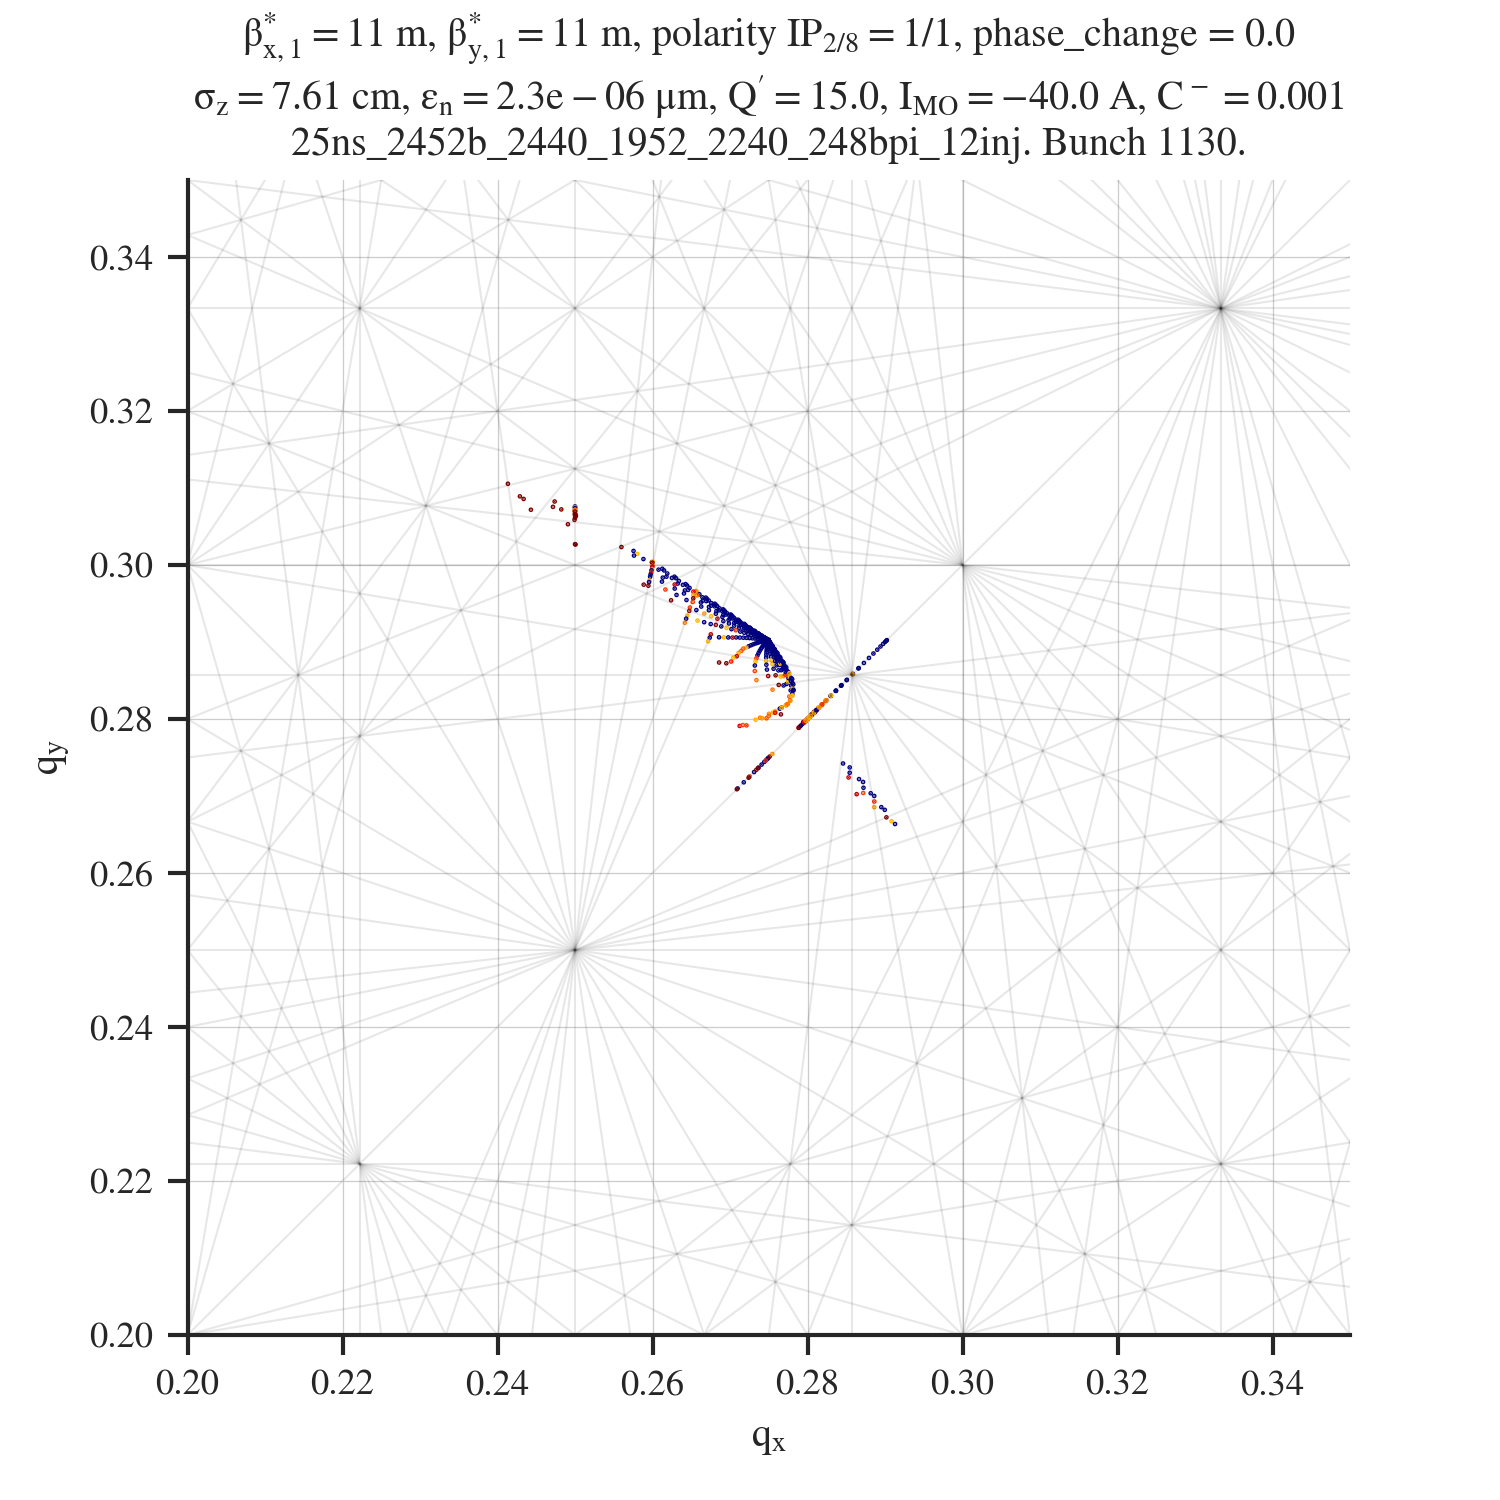 β*x, 1 = 11 m, β*y, 1 = 11 m, polarity IP2/8 = 1/1, phase_change = 0.0
σz = 7.61 cm, εn = 2.3e − 06 μm, Q′ = 15.0, IMO = −40.0 A, C− = 0.001
25ns_2452b_2440_1952_2240_248bpi_12inj. Bunch 1130.
0.34
0.32
0.30
0.28
0.26
0.24
0.22
0.20
qy
0.20 0.22 0.24 0.26 0.28 0.30 0.32 0.34
qx